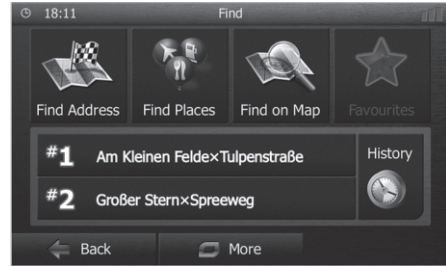 18:11 Find
Find Address Find Places Find on Map Favourites
#1 Am Kleinen Felde×Tulpenstraße
History
#2 Großer Stern×Spreeweg
Back More